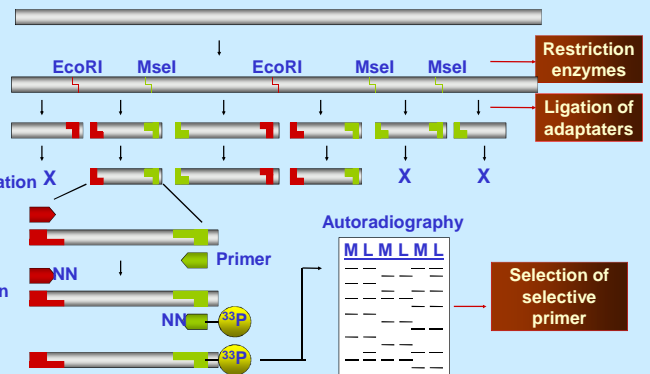 EcoRI MseI EcoRI MseI MseI
Restriction
enzymes
Ligation of
adaptaters
X X X
Autoradiography
M L M L M L
Primer
NN
NN
33P
33P
Selection of
selective
primer